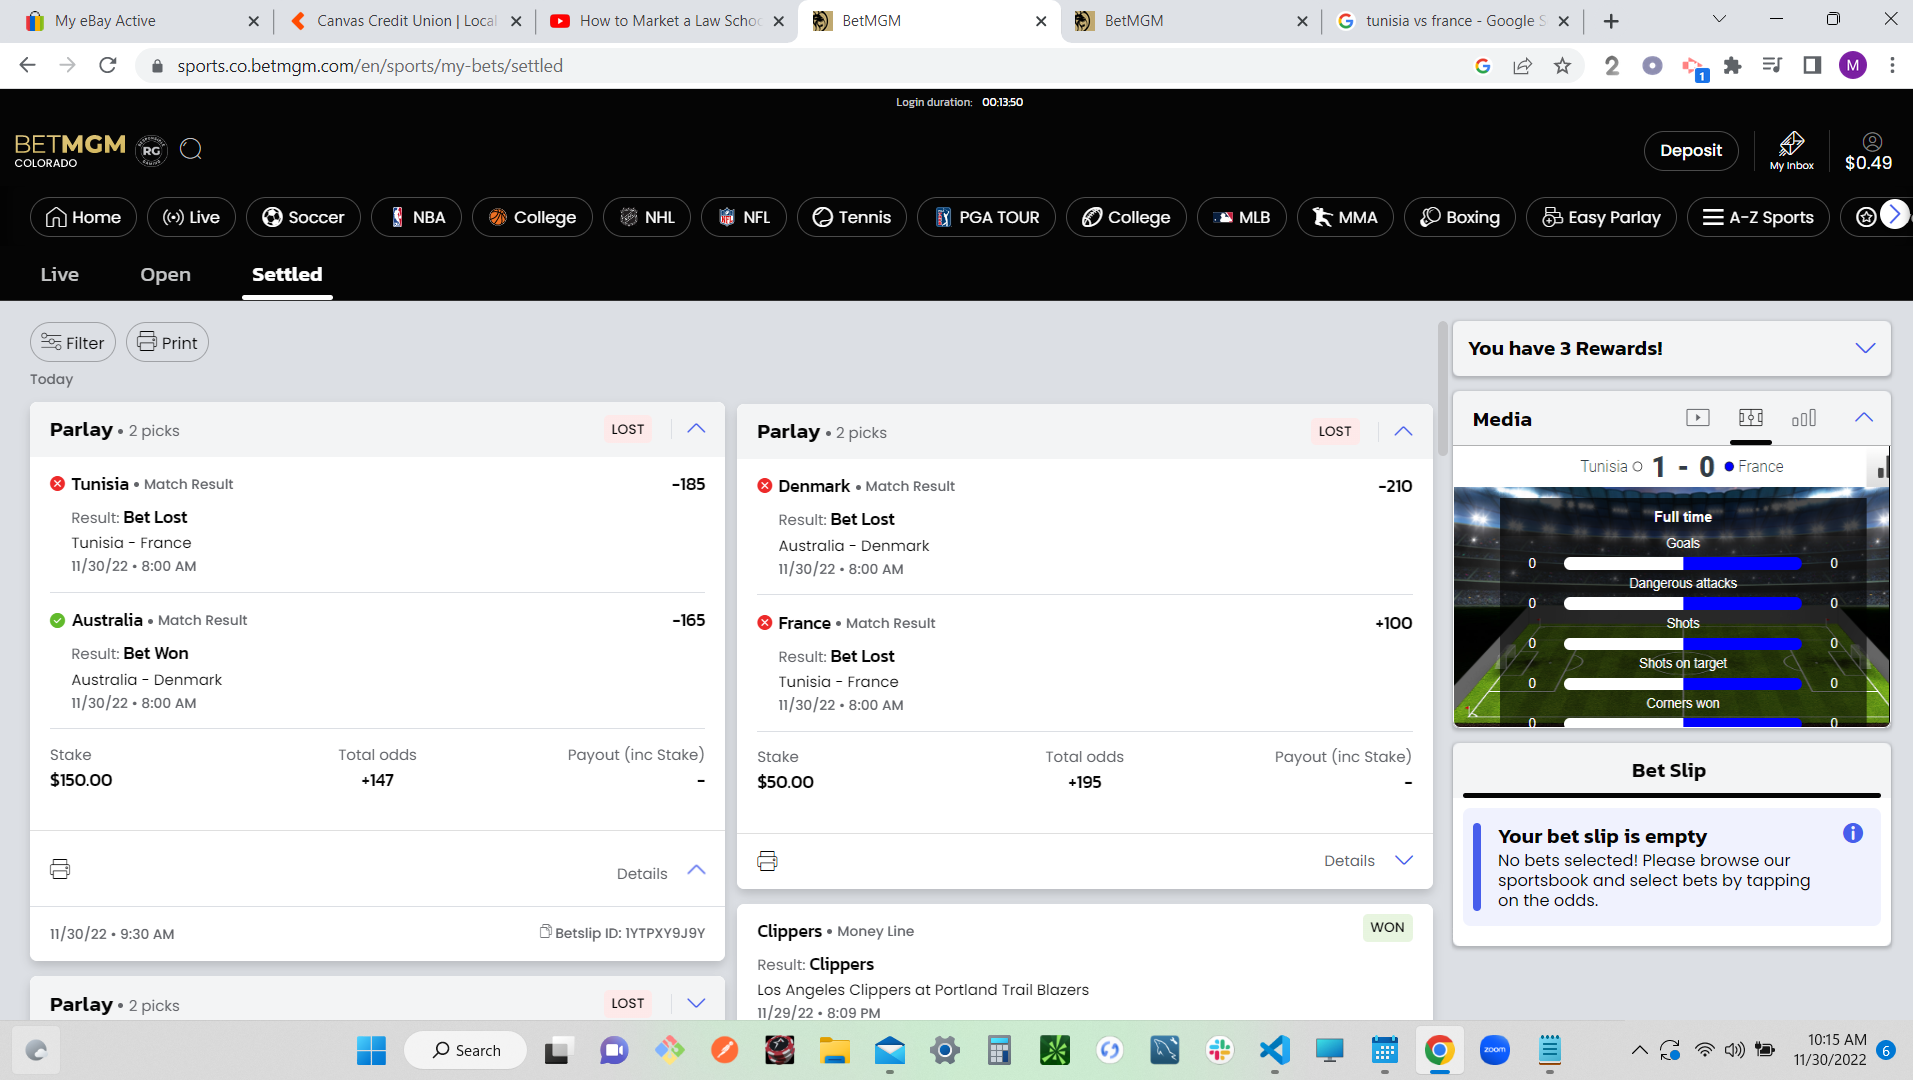 My eBay Active
Canvas Credit Union | Local
How to Market a Law Schoo
BetMGM
BetMGM
tunisia vs france - Google S
sports.co.betmgm.com/en/sports/my-bets/settled
2
1
M
Login duration: 00:13:50
BETMGM
COLORADO
RESPONSIBLE
RG
GAMING
Deposit
My Inbox
$0.49
Home
Live
Soccer
NBA
College
NHL
NFL
Tennis
PGA TOUR
College
MLB
MMA
Boxing
Easy Parlay
A-Z Sports
Live
Open
Settled
Filter
Print
Today
Parlay • 2 picks
LOST
Tunisia • Match Result
-185
Result: Bet Lost
Tunisia - France
11/30/22 • 8:00 AM
Australia • Match Result
-165
Result: Bet Won
Australia - Denmark
11/30/22 • 8:00 AM
Stake
Total odds
Payout (inc Stake)
$150.00
+147
-
Details
11/30/22 • 9:30 AM
Betslip ID: 1YTPXY9J9Y
Parlay • 2 picks
LOST
Parlay • 2 picks
LOST
Denmark • Match Result
-210
Result: Bet Lost
Australia - Denmark
11/30/22 • 8:00 AM
France • Match Result
+100
Result: Bet Lost
Tunisia - France
11/30/22 • 8:00 AM
Stake
Total odds
Payout (inc Stake)
$50.00
+195
-
Details
Clippers • Money Line
WON
Result: Clippers
Los Angeles Clippers at Portland Trail Blazers
11/29/22 • 8:09 PM
You have 3 Rewards!
Media
Tunisia 1 - 0 France
Full time
Goals
0
0
Dangerous attacks
0
0
Shots
0
0
Shots on target
0
0
Corners won
0
0
Bet Slip
Your bet slip is empty
No bets selected! Please browse our
sportsbook and select bets by tapping
on the odds.
Search
zoom
10:15 AM
11/30/2022
6